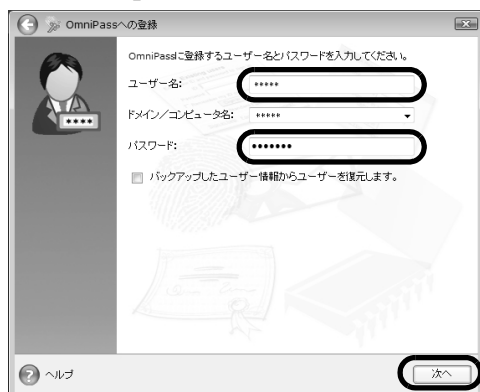 OmniPassへの登録
OmniPassに登録するユーザー名とパスワードを入力してください。
ユーザー名: *****
ドメイン／コンピュータ名: *****
パスワード: •••••••
バックアップしたユーザー情報からユーザーを復元します。
ヘルプ
次へ